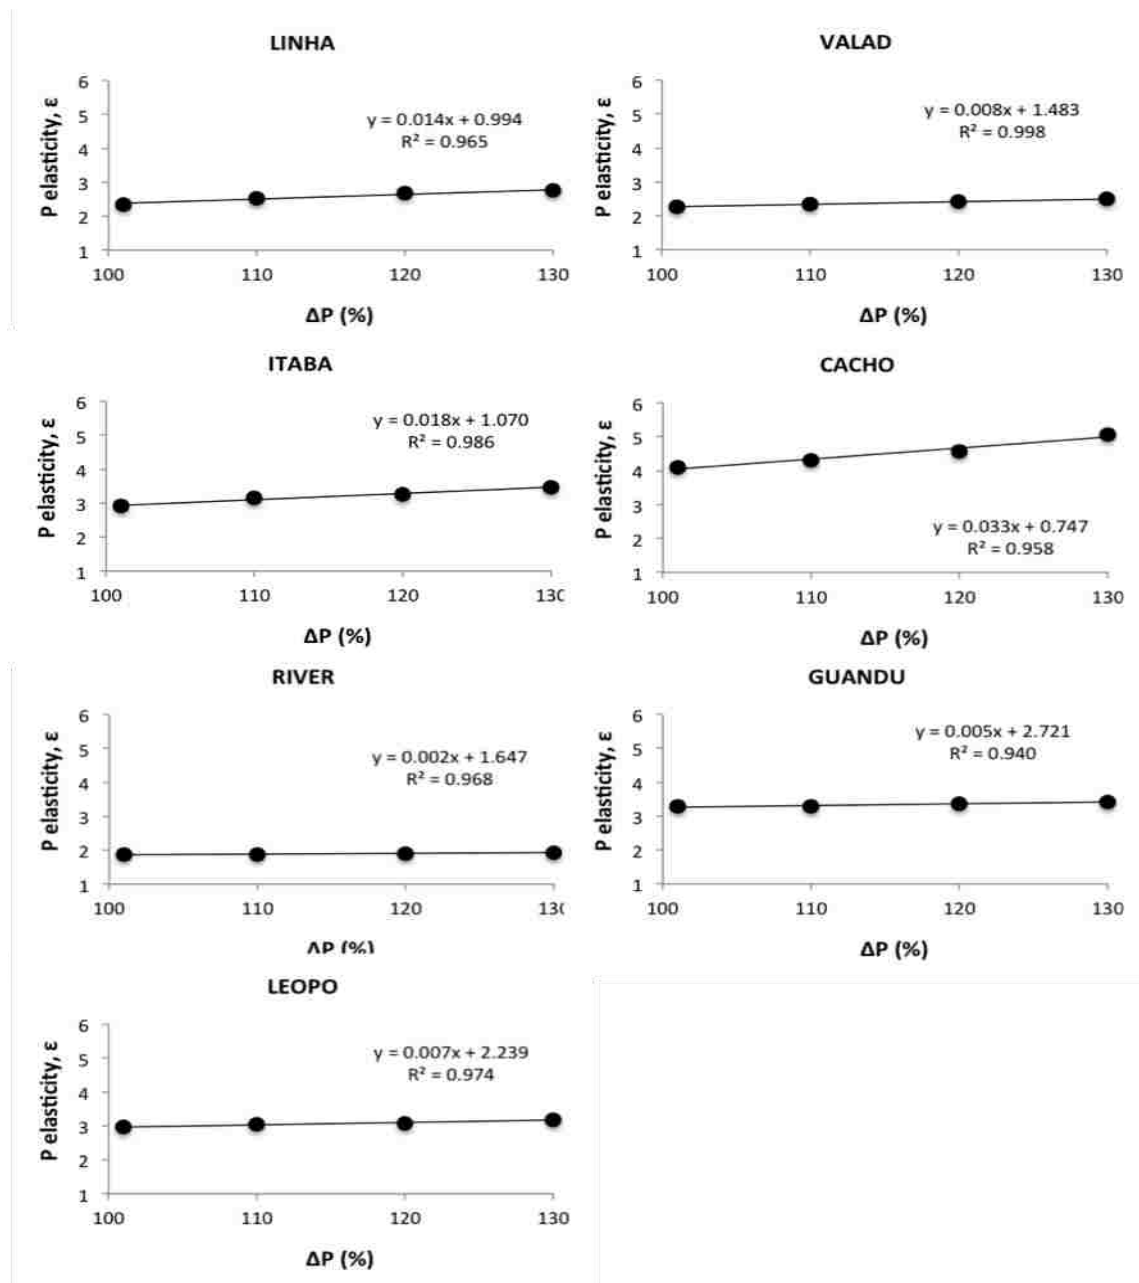 LINHA
P elasticity, ε
6
5
4
3
2
1
y = 0.014x + 0.994
R² = 0.965
100 110 120 130
ΔP (%)
VALAD
P elasticity, ε
6
5
4
3
2
1
y = 0.008x + 1.483
R² = 0.998
100 110 120 130
ΔP (%)
ITABA
P elasticity, ε
6
5
4
3
2
1
y = 0.018x + 1.070
R² = 0.986
100 110 120 130
ΔP (%)
CACHO
P elasticity, ε
6
5
4
3
2
1
y = 0.033x + 0.747
R² = 0.958
100 110 120 130
ΔP (%)
RIVER
P elasticity, ε
6
5
4
3
2
1
y = 0.002x + 1.647
R² = 0.968
100 110 120 130
ΔP (%)
GUANDU
P elasticity, ε
6
5
4
3
2
1
y = 0.005x + 2.721
R² = 0.940
100 110 120 130
ΔP (%)
LEOPO
P elasticity, ε
6
5
4
3
2
1
y = 0.007x + 2.239
R² = 0.974
100 110 120 130
ΔP (%)